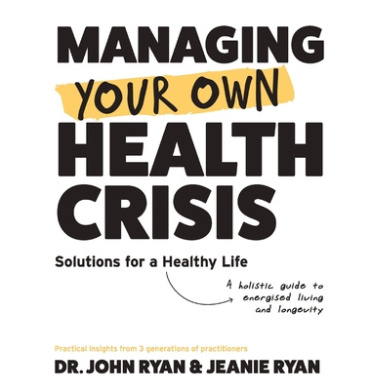 MANAGING
YOUR OWN
HEALTH
CRISIS
Solutions for a Healthy Life
A holistic guide to
energised living
and longevity
Practical insights from 3 generations of practitioners
DR. JOHN RYAN & JEANIE RYAN